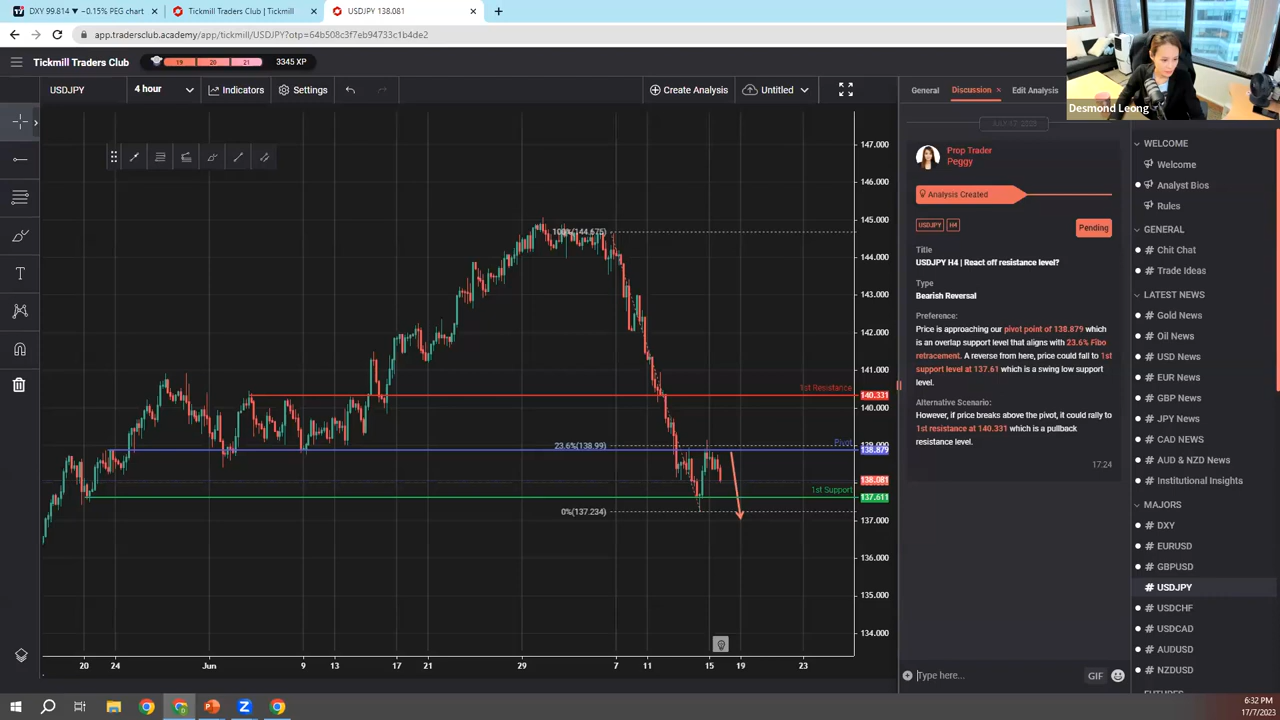 DXY 99.814 ▼ −0.15% PEG chart
Tickmill Traders Club | Tickmill
USDJPY 138.081
app.tradersclub.academy/app/tickmill/USDJPY?otp=64b508c3f7eb94733c1b4de2
Tickmill Traders Club
19 20 21 3345 XP
USDJPY 4 hour Indicators Settings Create Analysis Untitled
147.000
146.000
145.000
144.000
143.000
142.000
141.000
140.000
139.000
137.000
136.000
135.000
134.000
100%(144.675)
1st Resistance 140.331
23.6%(138.99)
Pivot 138.879
138.081
1st Support 137.611
0%(137.234)
20 24 Jun 9 13 17 21 29 7 11 15 19 23
Desmond Leong
General Discussion × Edit Analysis
Prop Trader
Peggy
Analysis Created
USDJPY H4 Pending
Title
USDJPY H4 | React off resistance level?
Type
Bearish Reversal
Preference:
Price is approaching our pivot point of 138.879 which
is an overlap support level that aligns with 23.6% Fibo
retracement. A reverse from here, price could fall to 1st
support level at 137.61 which is a swing low support
level.
Alternative Scenario:
However, if price breaks above the pivot, it could rally to
1st resistance at 140.331 which is a pullback
resistance level.
17:24
Type here...
GIF
WELCOME
Welcome
Analyst Bios
Rules
GENERAL
# Chit Chat
# Trade Ideas
LATEST NEWS
# Gold News
# Oil News
# USD News
# EUR News
# GBP News
# JPY News
# CAD NEWS
# AUD & NZD News
# Institutional Insights
MAJORS
# DXY
# EURUSD
# GBPUSD
# USDJPY
# USDCHF
# USDCAD
# AUDUSD
# NZDUSD
FUTURES
6:32 PM
17/7/2023